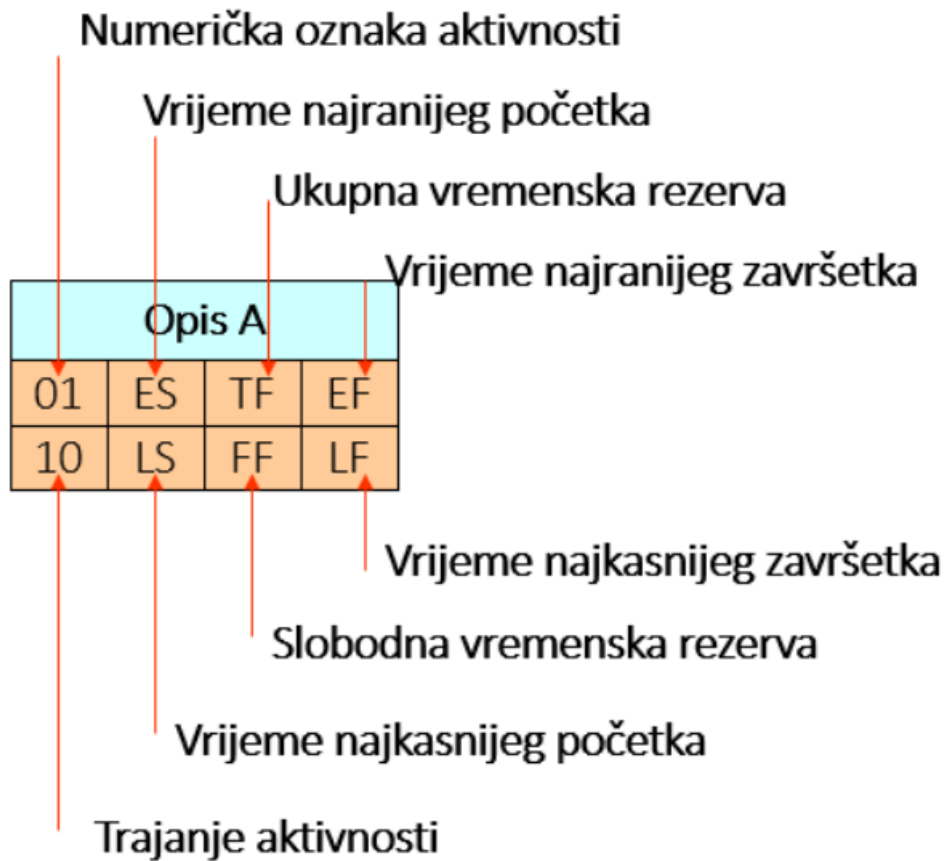 Numerička oznaka aktivnosti
Vrijeme najranijeg početka
Ukupna vremenska rezerva
Vrijeme najranijeg završetka
Opis A
01 ES TF EF
10 LS FF LF
Vrijeme najkasnijeg završetka
Slobodna vremenska rezerva
Vrijeme najkasnijeg početka
Trajanje aktivnosti